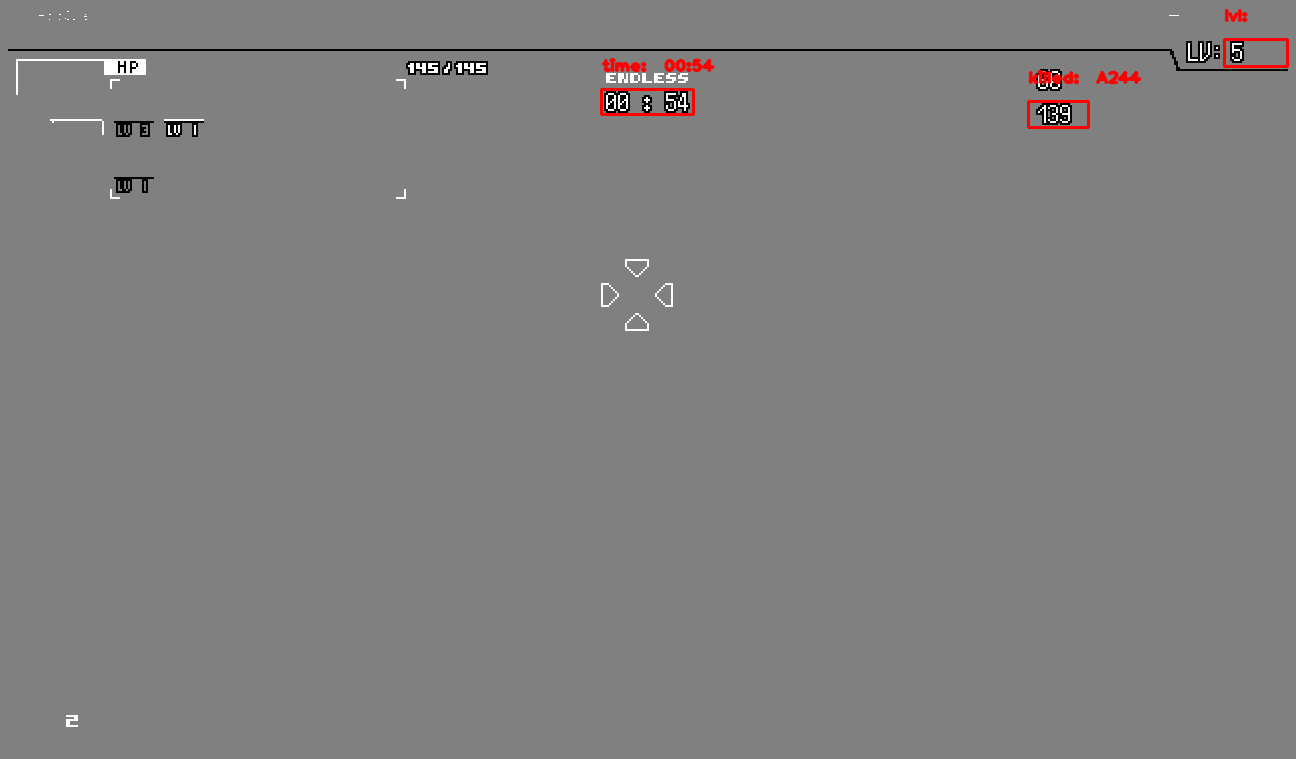 lvl:
LV: 5
HP
145/145
time: 00:54
ENDLESS
00 : 54
killed: A244
139
LV 3 LV 1
LV 1
2